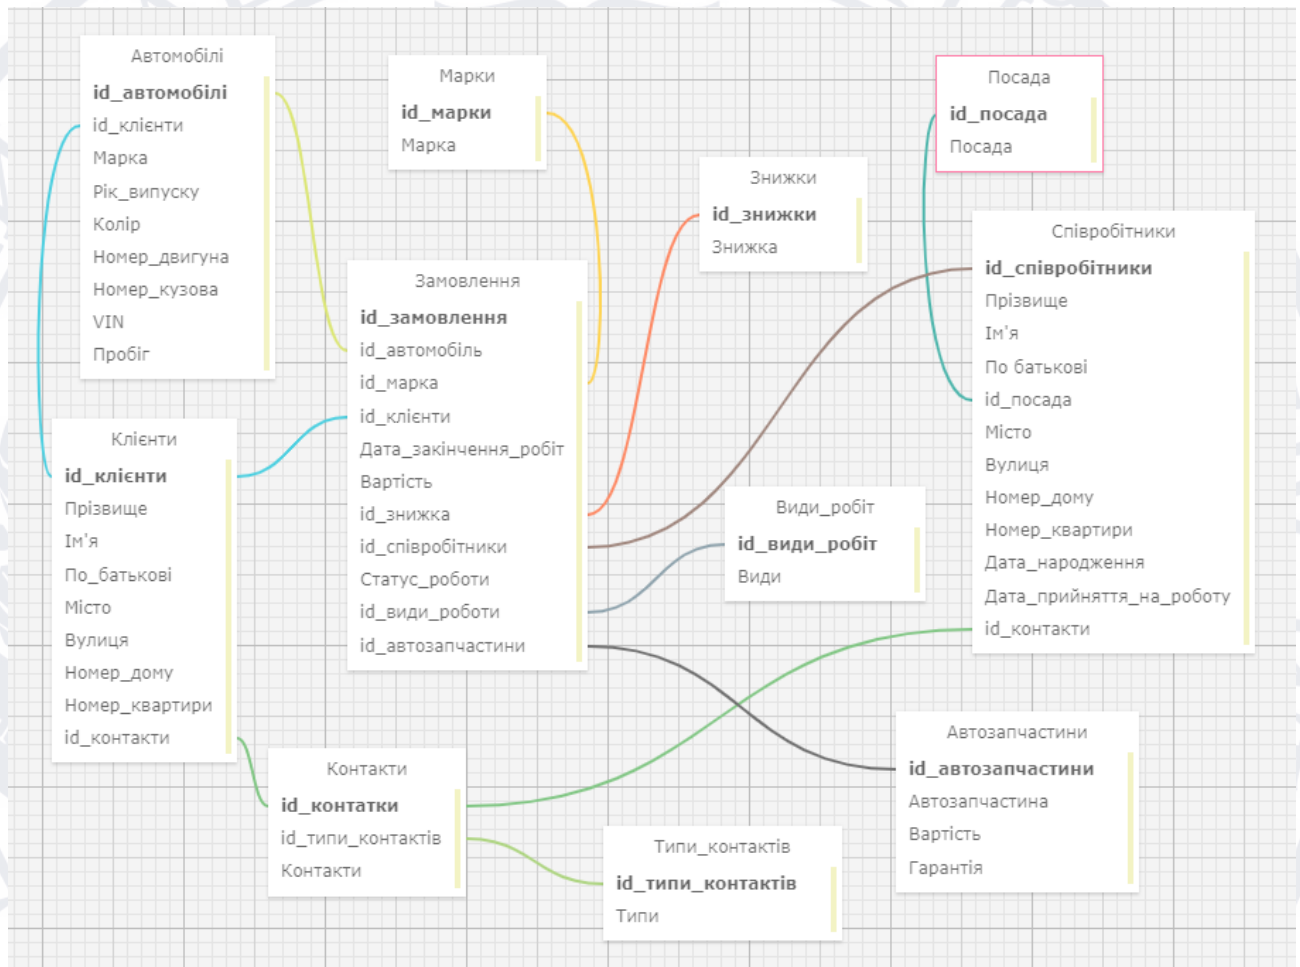 Автомобілі
id_автомобілі
id_клієнти
Марка
Рік_випуску
Колір
Номер_двигуна
Номер_кузова
VIN
Пробіг
Марки
id_марки
Марка
Посада
id_посада
Посада
Знижки
id_знижки
Знижка
Співробітники
id_співробітники
Прізвище
Ім'я
По батькові
id_посада
Місто
Вулиця
Номер_дому
Номер_квартири
Дата_народження
Дата_прийняття_на_роботу
id_контакти
Замовлення
id_замовлення
id_автомобіль
id_марка
id_клієнти
Дата_закінчення_робіт
Вартість
id_знижка
id_співробітники
Статус_роботи
id_види_роботи
id_автозапчастини
Клієнти
id_клієнти
Прізвище
Ім'я
По_батькові
Місто
Вулиця
Номер_дому
Номер_квартири
id_контакти
Види_робіт
id_види_робіт
Види
Автозапчастини
id_автозапчастини
Автозапчастина
Вартість
Гарантія
Контакти
id_контатки
id_типи_контактів
Контакти
Типи_контактів
id_типи_контактів
Типи